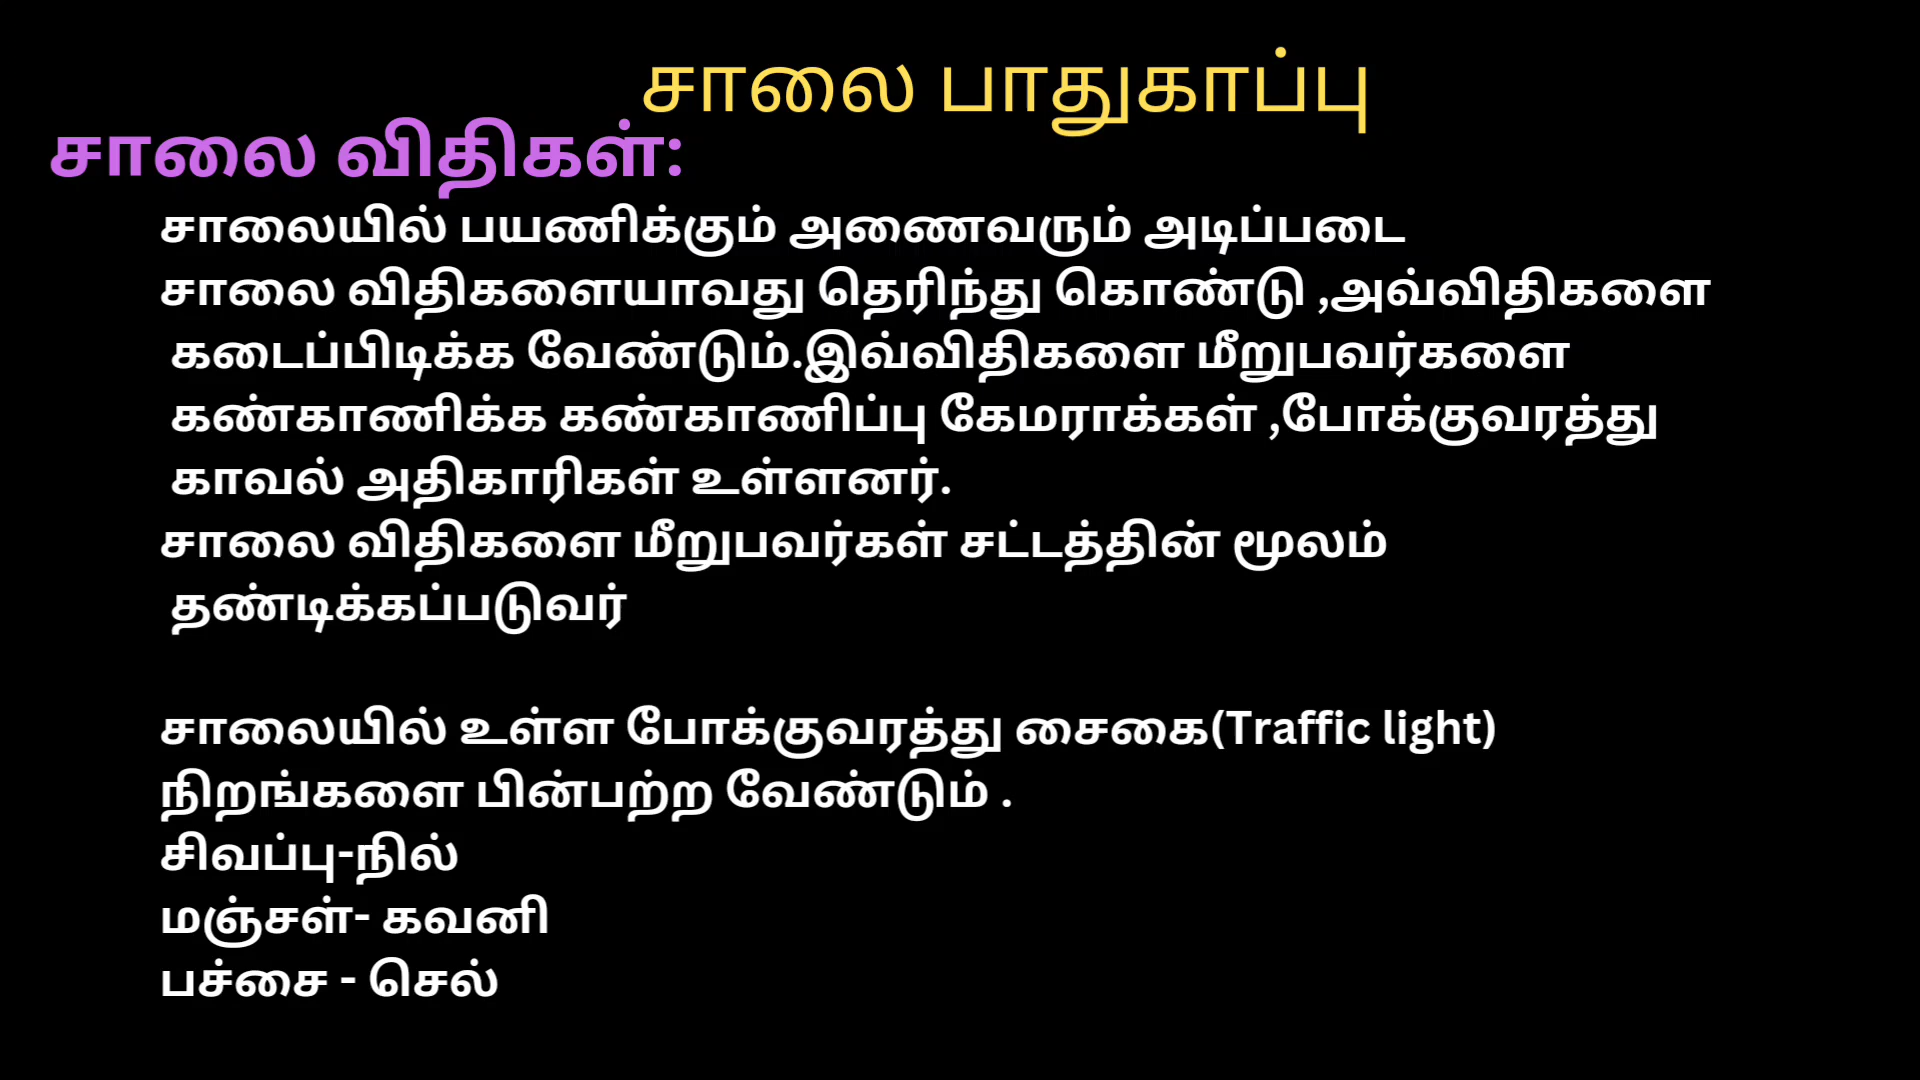 சாலை பாதுகாப்பு
சாலை விதிகள்:
சாலையில் பயணிக்கும் அணைவரும் அடிப்படை
சாலை விதிகளையாவது தெரிந்து கொண்டு ,அவ்விதிகளை
கடைப்பிடிக்க வேண்டும்.இவ்விதிகளை மீறுபவர்களை
கண்காணிக்க கண்காணிப்பு கேமராக்கள் ,போக்குவரத்து
காவல் அதிகாரிகள் உள்ளனர்.
சாலை விதிகளை மீறுபவர்கள் சட்டத்தின் மூலம்
தண்டிக்கப்படுவர்
சாலையில் உள்ள போக்குவரத்து சைகை(Traffic light)
நிறங்களை பின்பற்ற வேண்டும் .
சிவப்பு-நில்
மஞ்சள்- கவனி
பச்சை - செல்